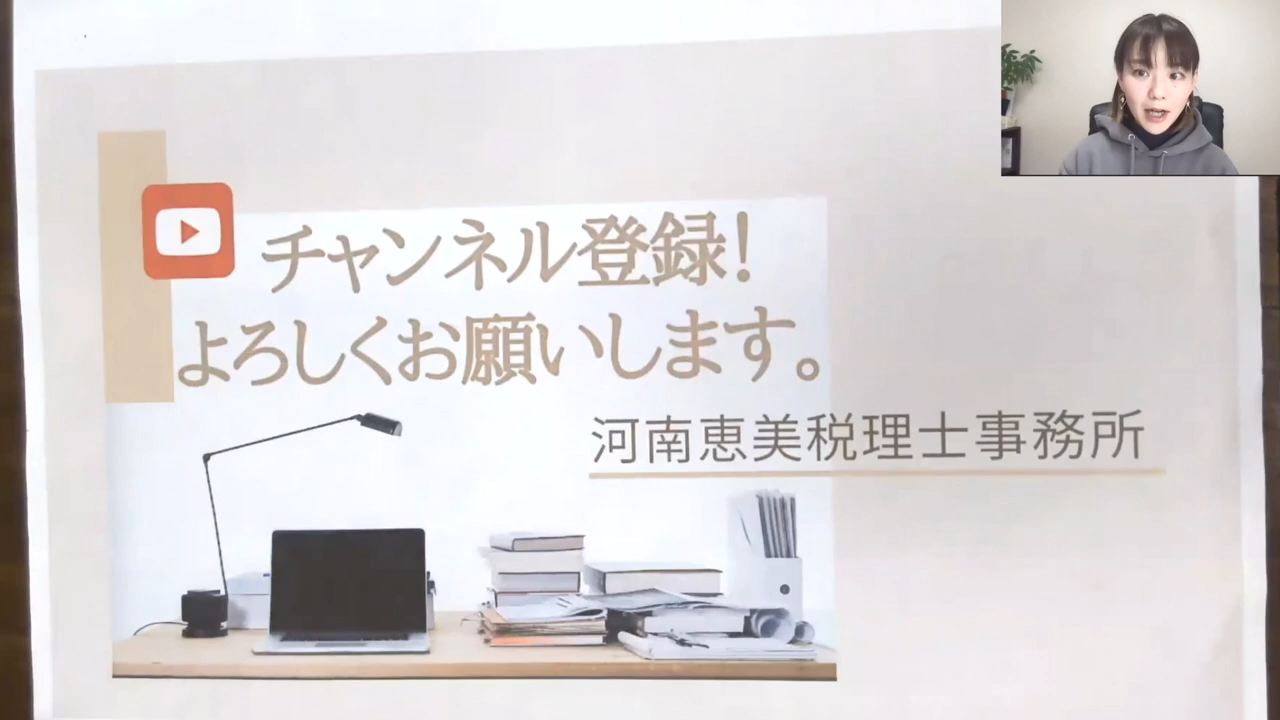 チャンネル登録!
よろしくお願いします。
河南恵美税理士事務所